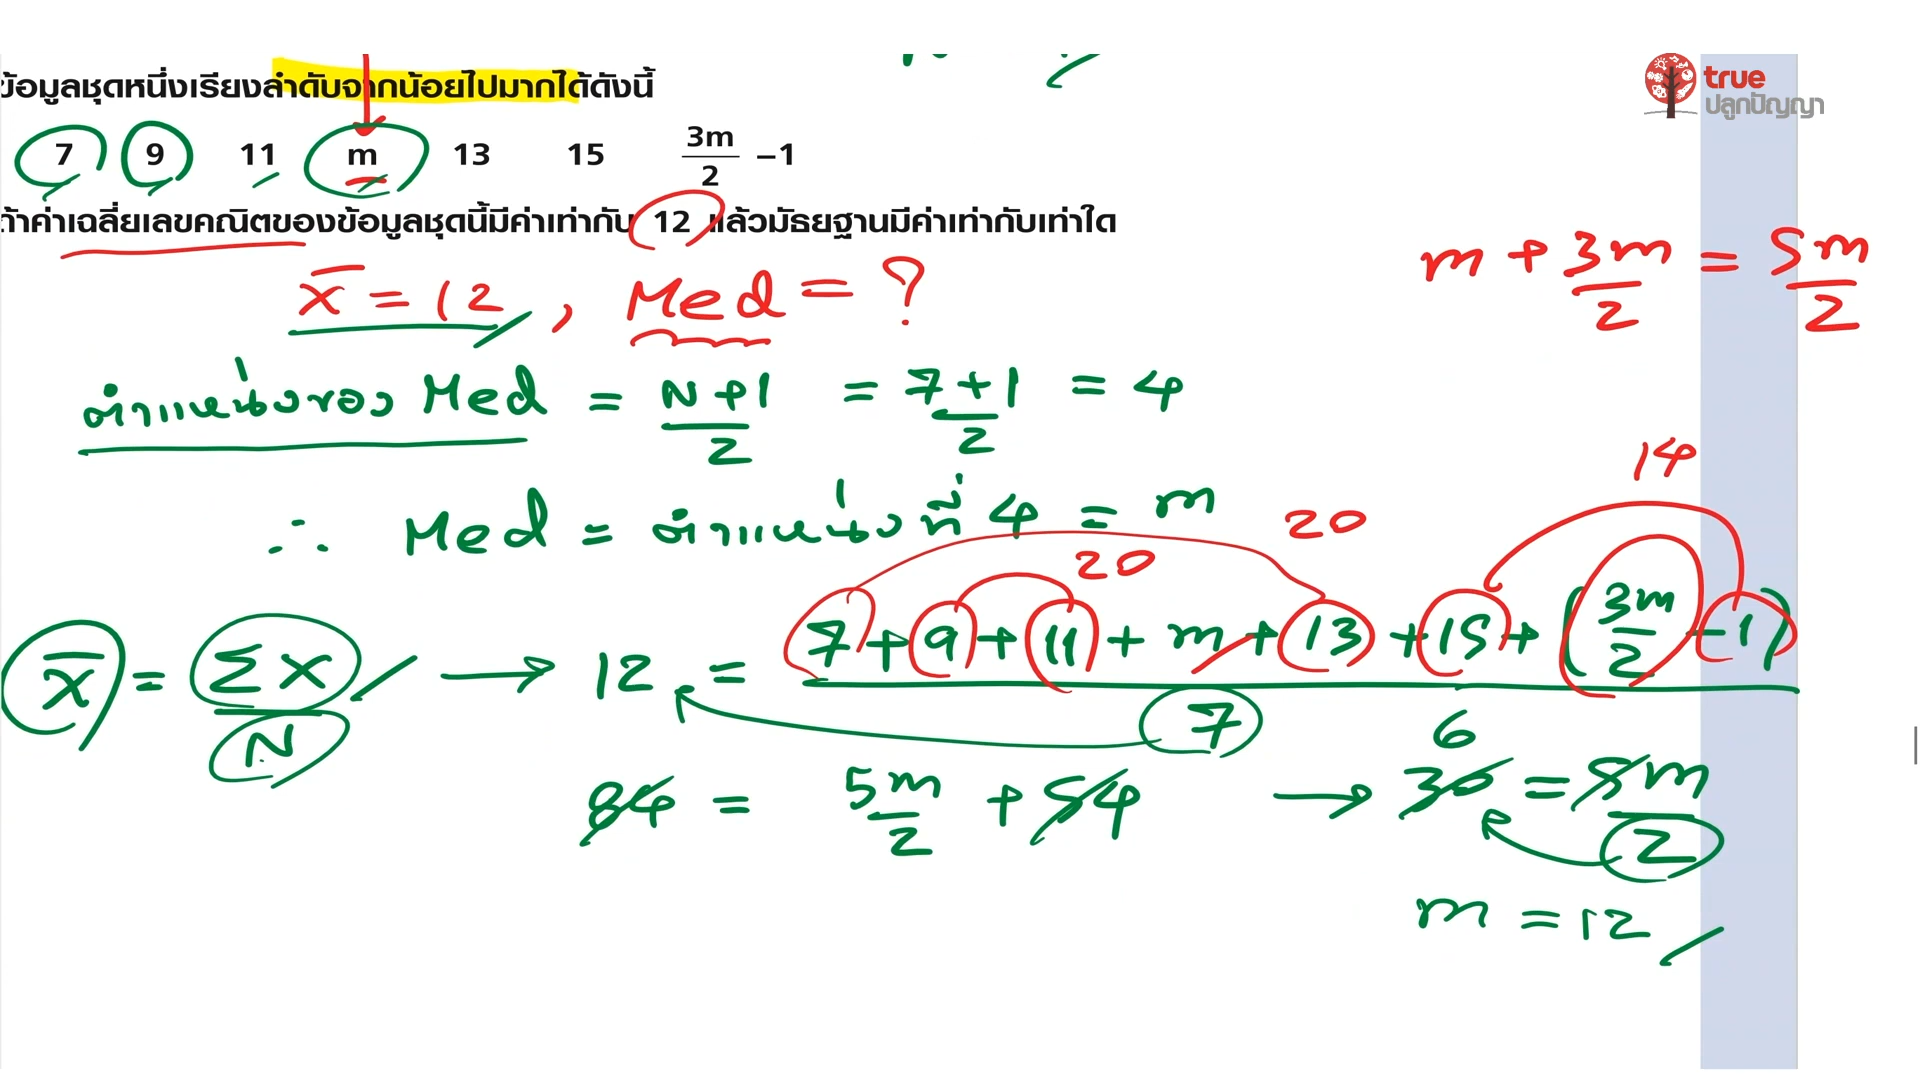 true
ปลูกปัญญา
ข้อมูลชุดหนึ่งเรียงลำดับจากน้อยไปมากได้ดังนี้
7 9 11 m 13 15 3m/2 −1
ถ้าค่าเฉลี่ยเลขคณิตของข้อมูลชุดนี้มีค่าเท่ากับ 12 แล้วมัธยฐานมีค่าเท่ากับเท่าใด
x̄ = 12 , Med = ?
m + 3m/2 = 5m/2
ตำแหน่งของ Med = N+1/2 = 7+1/2 = 4
∴ Med = ตำแหน่งที่ 4 = m
20
20
14
x̄ = ΣX/N → 12 = 7+9+11+m+13+15+(3m/2−1)/7
84 = 5m/2 + 54 → 30 = 5m/2
6
m = 12